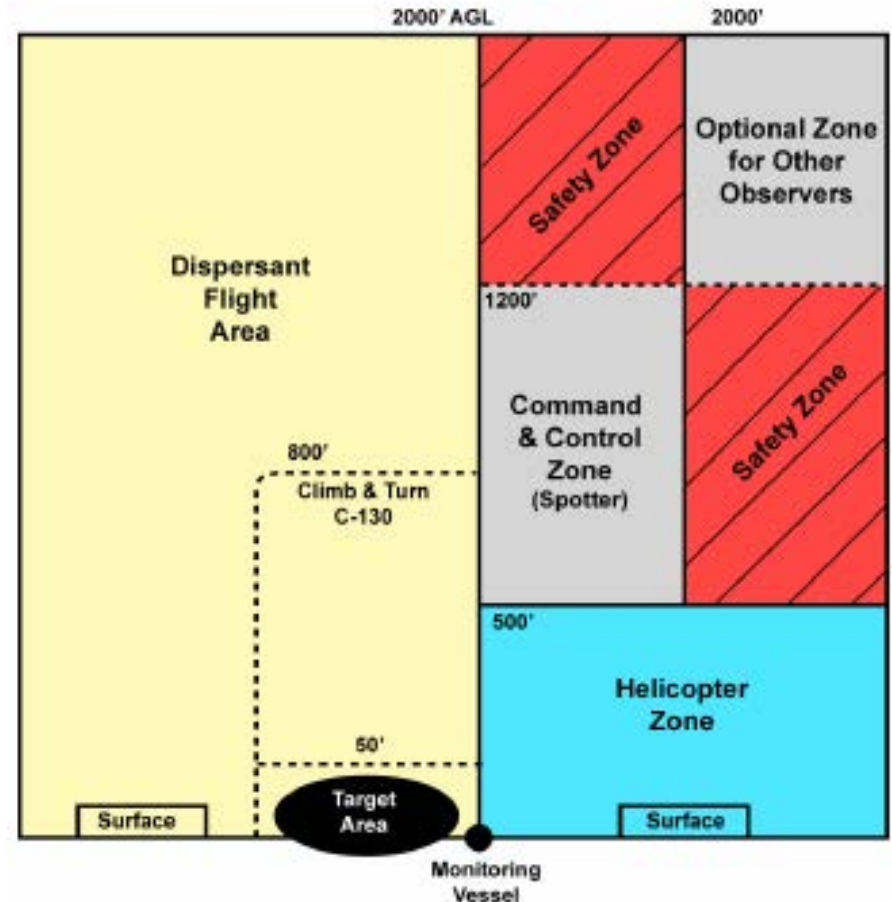 2000' AGL
2000'
Safety Zone
Optional Zone
for Other
Observers
Dispersant
Flight
Area
1200'
Command
& Control
Zone
(Spotter)
Safety Zone
800'
Climb & Turn
C-130
500'
Helicopter
Zone
50'
Target
Area
Surface
Surface
Monitoring
Vessel